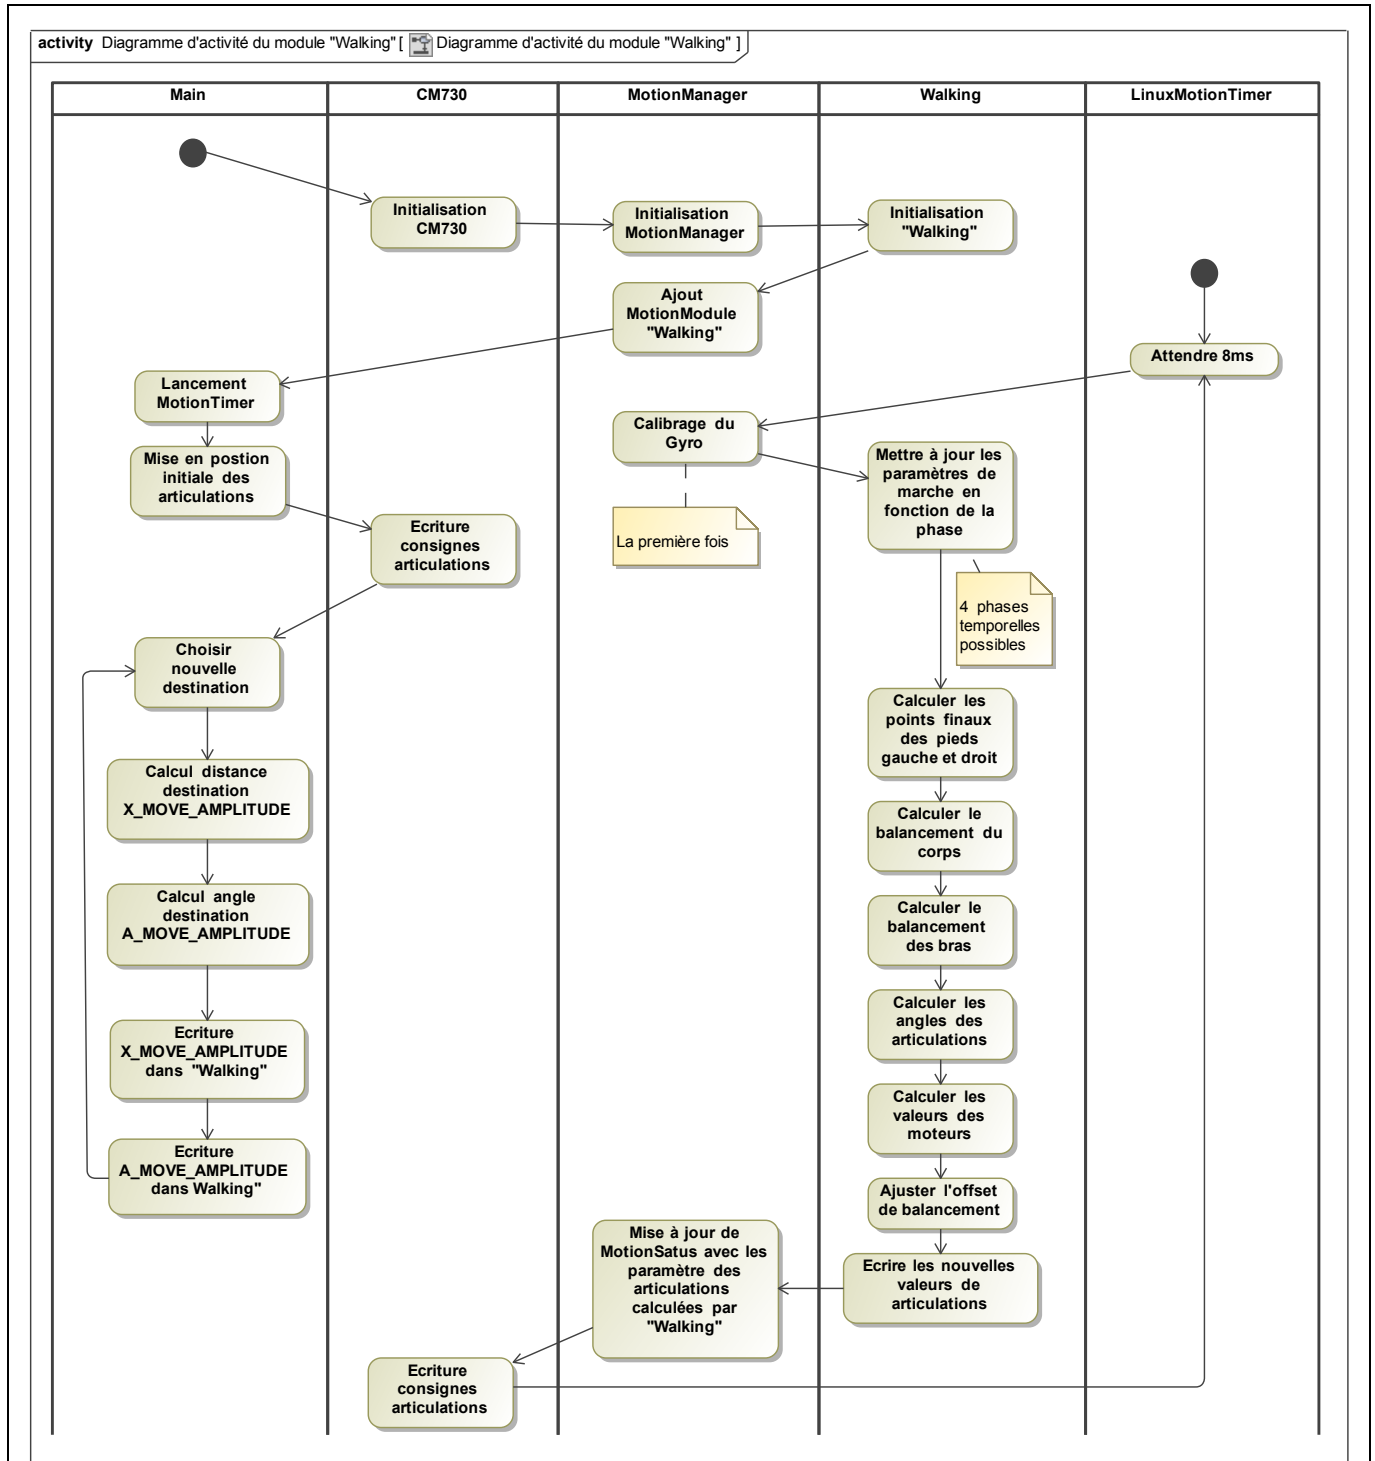 activity Diagramme d'activité du module "Walking" [ Diagramme d'activité du module "Walking" ]
Main
CM730
MotionManager
Walking
LinuxMotionTimer
Initialisation
CM730
Initialisation
MotionManager
Initialisation
"Walking"
Ajout
MotionModule
"Walking"
Attendre 8ms
Lancement
MotionTimer
Calibrage du
Gyro
Mise en postion
initiale des
articulations
Mettre à jour les
paramètres de
marche en
fonction de la
phase
Ecriture
consignes
articulations
La première fois
4 phases
temporelles
possibles
Choisir
nouvelle
destination
Calculer les
points finaux
des pieds
gauche et droit
Calcul distance
destination
X_MOVE_AMPLITUDE
Calculer le
balancement du
corps
Calcul angle
destination
A_MOVE_AMPLITUDE
Calculer le
balancement
des bras
Calculer les
angles des
articulations
Ecriture
X_MOVE_AMPLITUDE
dans "Walking"
Calculer les
valeurs des
moteurs
Ecriture
A_MOVE_AMPLITUDE
dans Walking"
Ajuster l'offset
de balancement
Mise à jour de
MotionSatus avec les
paramètre des
articulations
calculées par
"Walking"
Ecrire les nouvelles
valeurs de
articulations
Ecriture
consignes
articulations